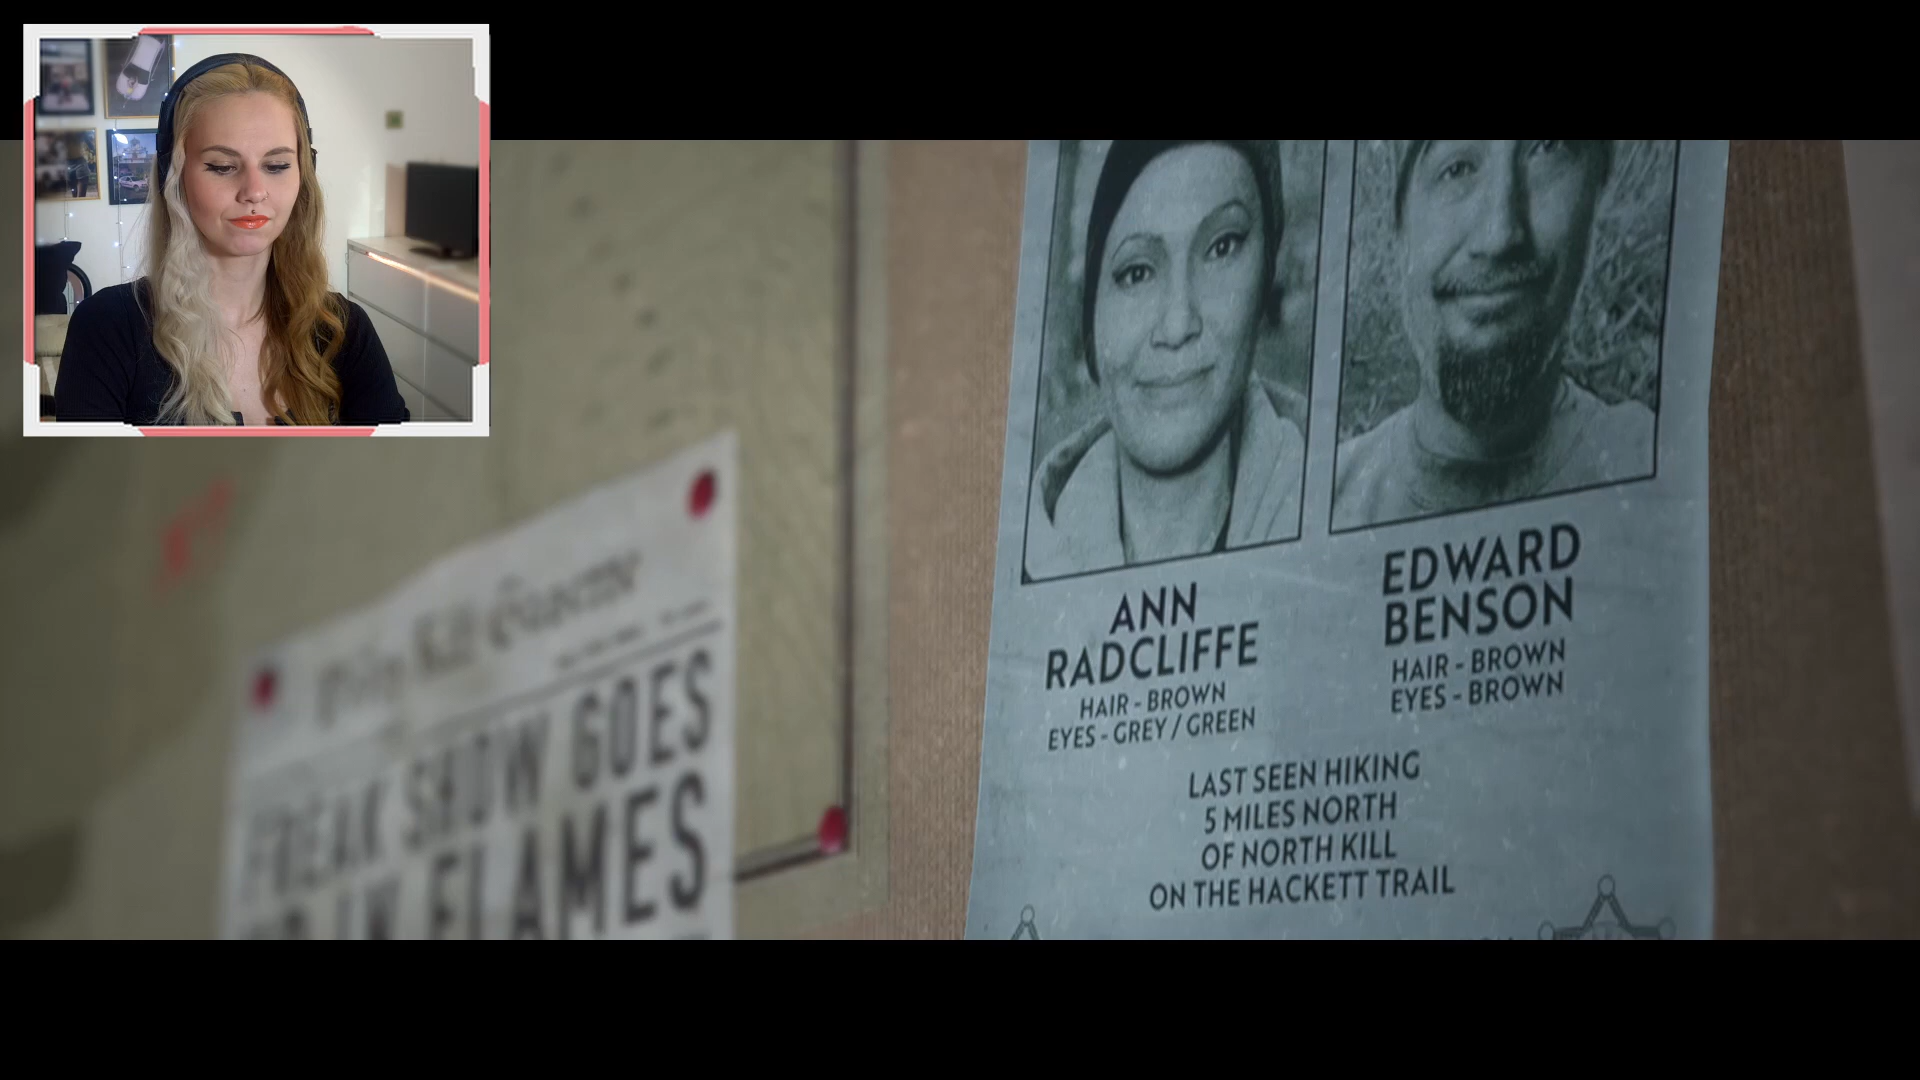 FREAK SHOW GOES
IN FLAMES
ANN
RADCLIFFE
HAIR - BROWN
EYES - GREY / GREEN
EDWARD
BENSON
HAIR - BROWN
EYES - BROWN
LAST SEEN HIKING
5 MILES NORTH
OF NORTH KILL
ON THE HACKETT TRAIL